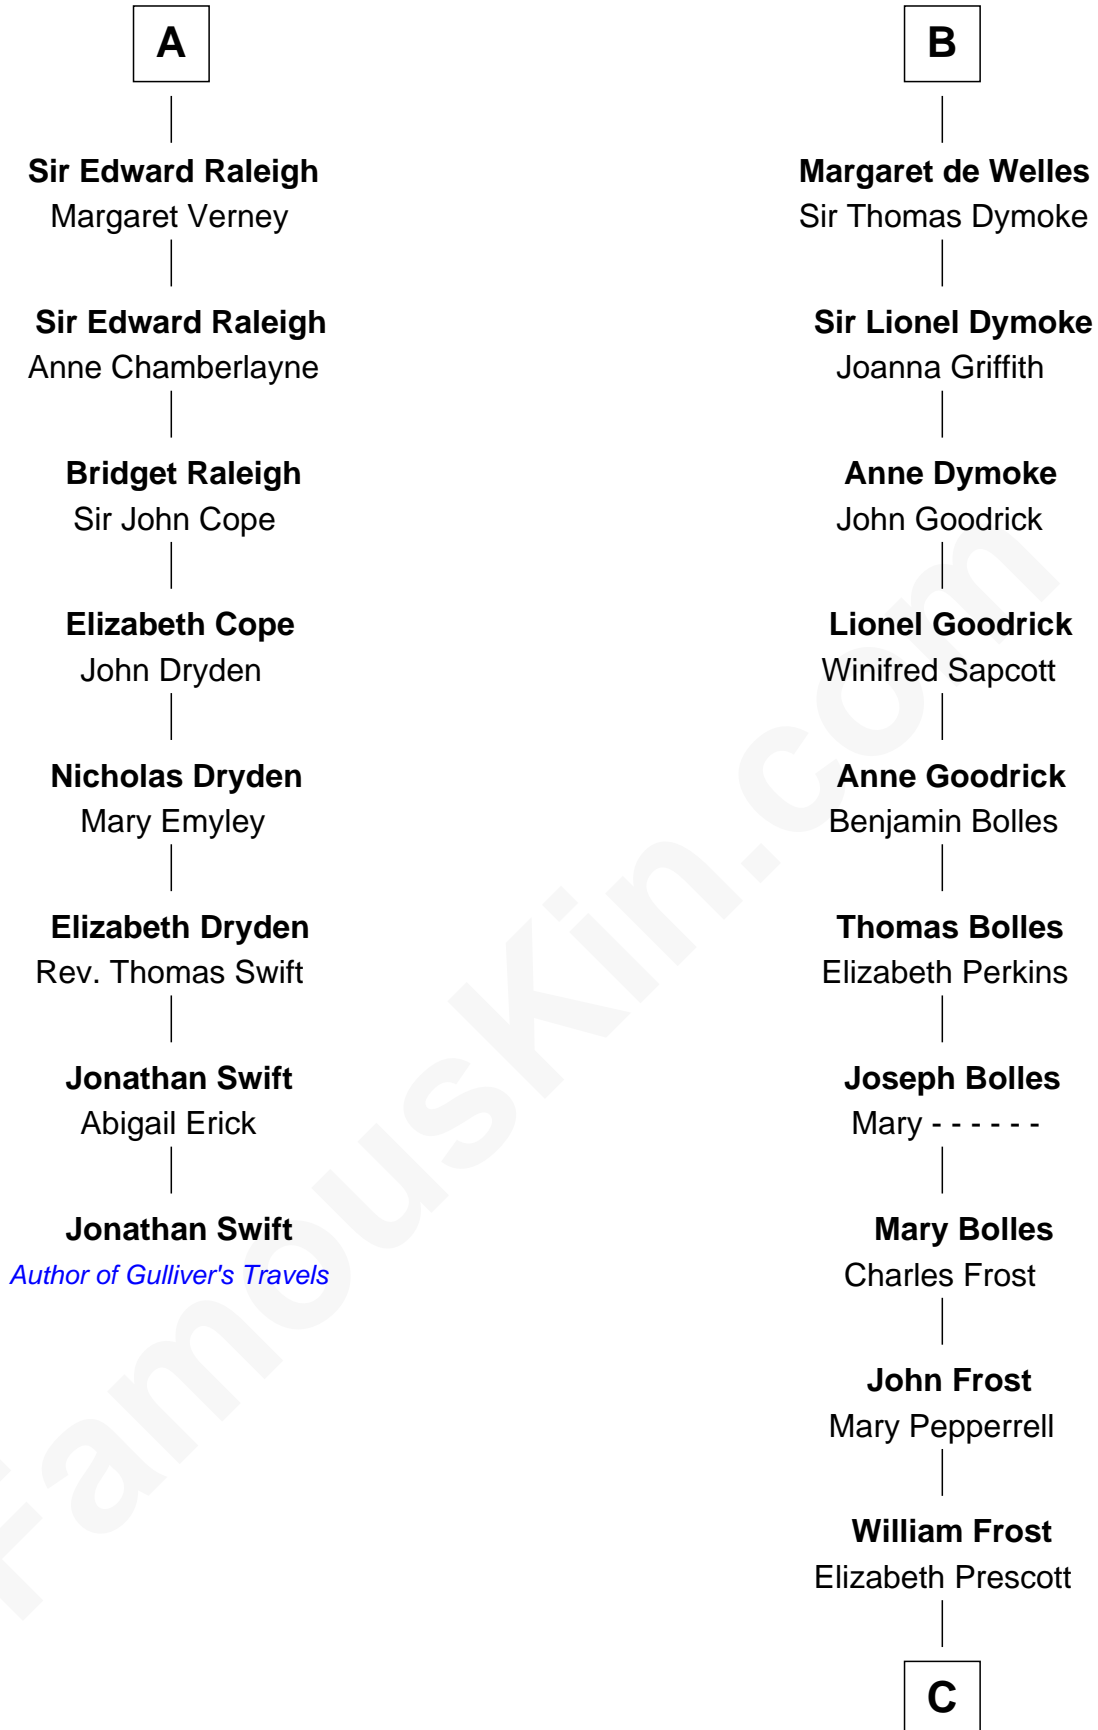 A
Sir Edward Raleigh
Margaret Verney
Sir Edward Raleigh
Anne Chamberlayne
Bridget Raleigh
Sir John Cope
Elizabeth Cope
John Dryden
Nicholas Dryden
Mary Emyley
Elizabeth Dryden
Rev. Thomas Swift
Jonathan Swift
Abigail Erick
Jonathan Swift
Author of Gulliver's Travels
B
Margaret de Welles
Sir Thomas Dymoke
Sir Lionel Dymoke
Joanna Griffith
Anne Dymoke
John Goodrick
Lionel Goodrick
Winifred Sapcott
Anne Goodrick
Benjamin Bolles
Thomas Bolles
Elizabeth Perkins
Joseph Bolles
Mary - - - - - -
Mary Bolles
Charles Frost
John Frost
Mary Pepperrell
William Frost
Elizabeth Prescott
C
FamousKin.com